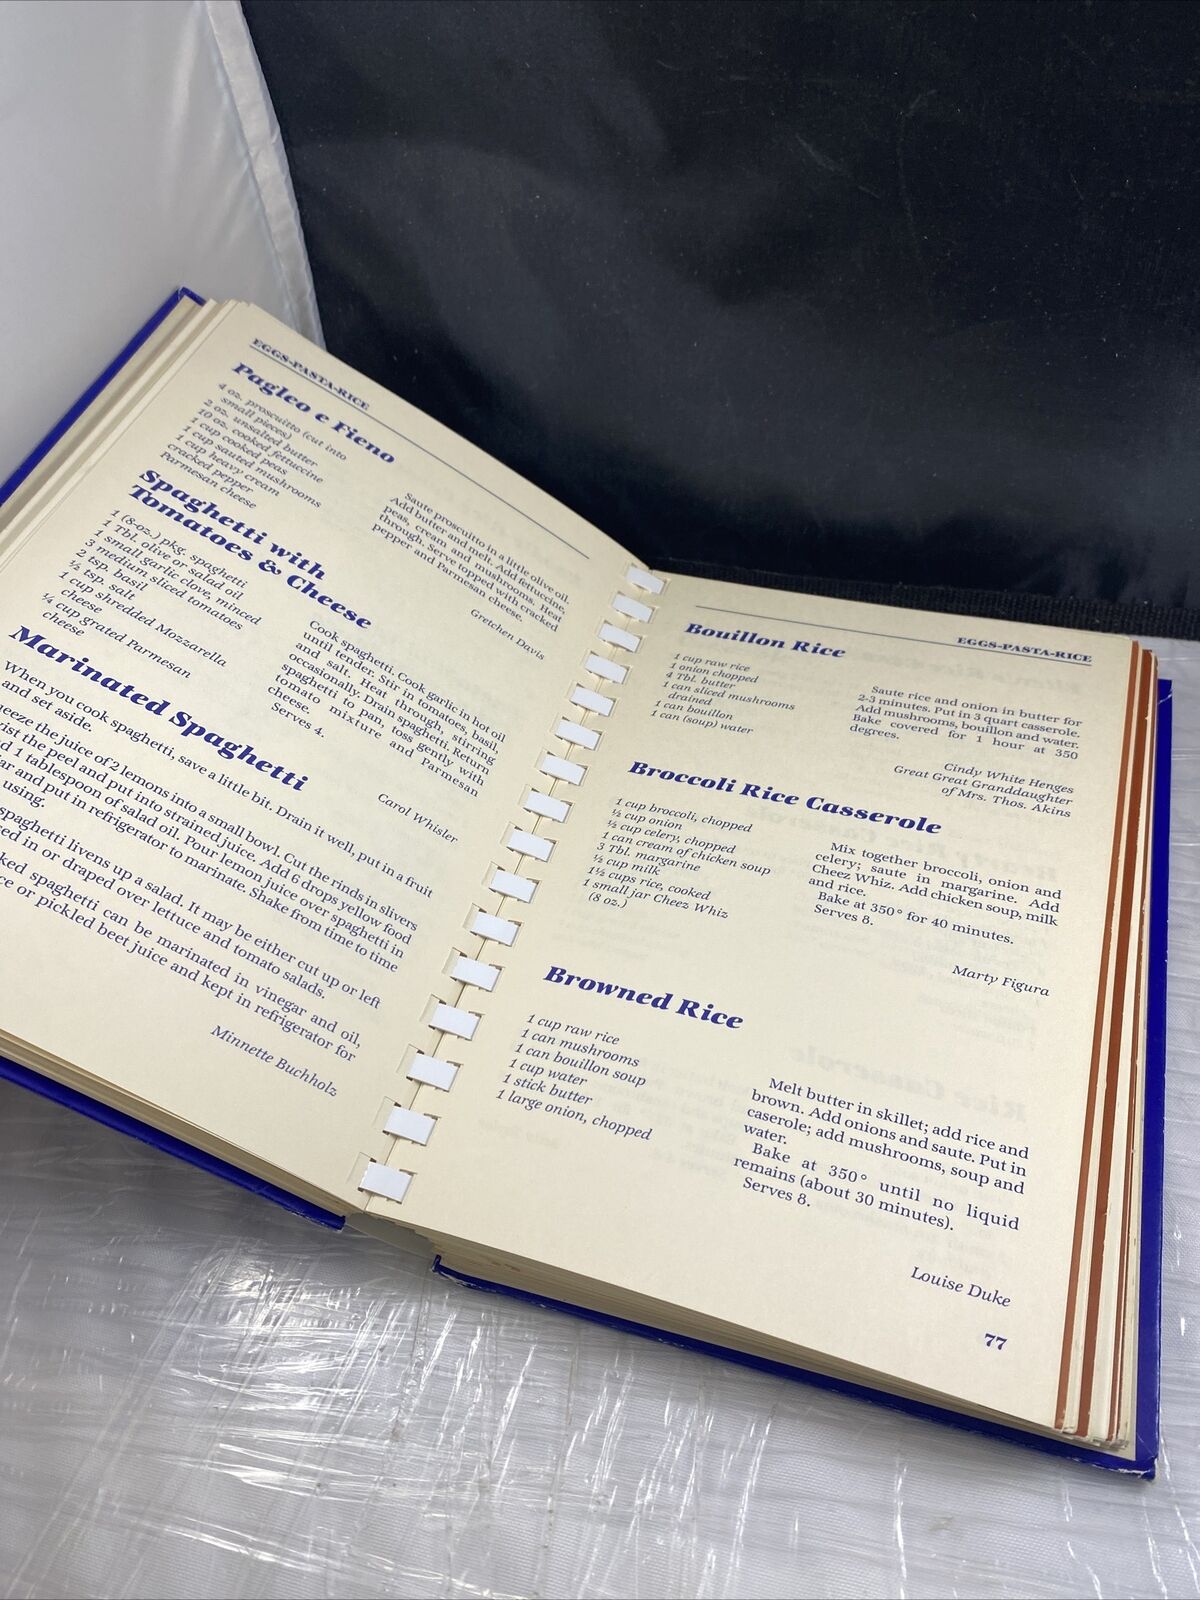 EGGS-PASTA-RICE
Pagleo e Fieno
4 oz. proscuitto (cut into
small pieces)
2 oz. unsalted butter
10 oz. cooked fettuccine
1 cup cooked peas
1 cup sauted mushrooms
1 cup heavy cream
cracked pepper
Parmesan cheese
Saute proscuitto in a little olive oil.
Add butter and melt. Add fettuccine,
peas, cream and mushrooms. Heat
through. Serve topped with cracked
pepper and Parmesan cheese.
Gretchen Davis
Spaghetti with
Tomatoes & Cheese
1 (8-oz.) pkg. spaghetti
1 Tbl. olive or salad oil
1 small garlic clove, minced
3 medium sliced tomatoes
2 tsp. basil
½ tsp. salt
1 cup shredded Mozzarella
cheese
¼ cup grated Parmesan
cheese
Cook spaghetti. Cook garlic in hot oil
until tender. Stir in tomatoes, basil,
and salt. Heat through, stirring
occasionally. Drain spaghetti. Return
spaghetti to pan, toss gently with
tomato mixture and Parmesan
cheese.
Serves 4.
Carol Whisler
Marinated Spaghetti
When you cook spaghetti, save a little bit. Drain it well, put in a fruit
and set aside.
the juice of 2 lemons into a small bowl. Cut the rinds in slivers
the peel and put into strained juice. Add 6 drops yellow food
1 tablespoon of salad oil. Pour lemon juice over spaghetti in
and put in refrigerator to marinate. Shake from time to time
using.
spaghetti livens up a salad. It may be either cut up or left
in or draped over lettuce and tomato salads.
spaghetti can be marinated in vinegar and oil,
or pickled beet juice and kept in refrigerator for
Minnette Buchholz
EGGS-PASTA-RICE
Bouillon Rice
1 cup raw rice
1 onion chopped
4 Tbl. butter
1 can sliced mushrooms
drained
1 can bouillon
1 can (soup) water
Saute rice and onion in butter for
2-3 minutes. Put in 3 quart casserole.
Add mushrooms, bouillon and water.
Bake covered for 1 hour at 350
degrees.
Cindy White Henges
Great Great Granddaughter
of Mrs. Thos. Akins
Broccoli Rice Casserole
1 cup broccoli, chopped
½ cup onion
½ cup celery, chopped
1 can cream of chicken soup
3 Tbl. margarine
½ cup milk
1½ cups rice, cooked
1 small jar Cheez Whiz
(8 oz.)
Mix together broccoli, onion and
celery; saute in margarine. Add
Cheez Whiz. Add chicken soup, milk
and rice.
Bake at 350° for 40 minutes.
Serves 8.
Marty Figura
Browned Rice
1 cup raw rice
1 can mushrooms
1 can bouillon soup
1 cup water
1 stick butter
1 large onion, chopped
Melt butter in skillet; add rice and
brown. Add onions and saute. Put in
caserole; add mushrooms, soup and
water.
Bake at 350° until no liquid
remains (about 30 minutes).
Serves 8.
Louise Duke
77